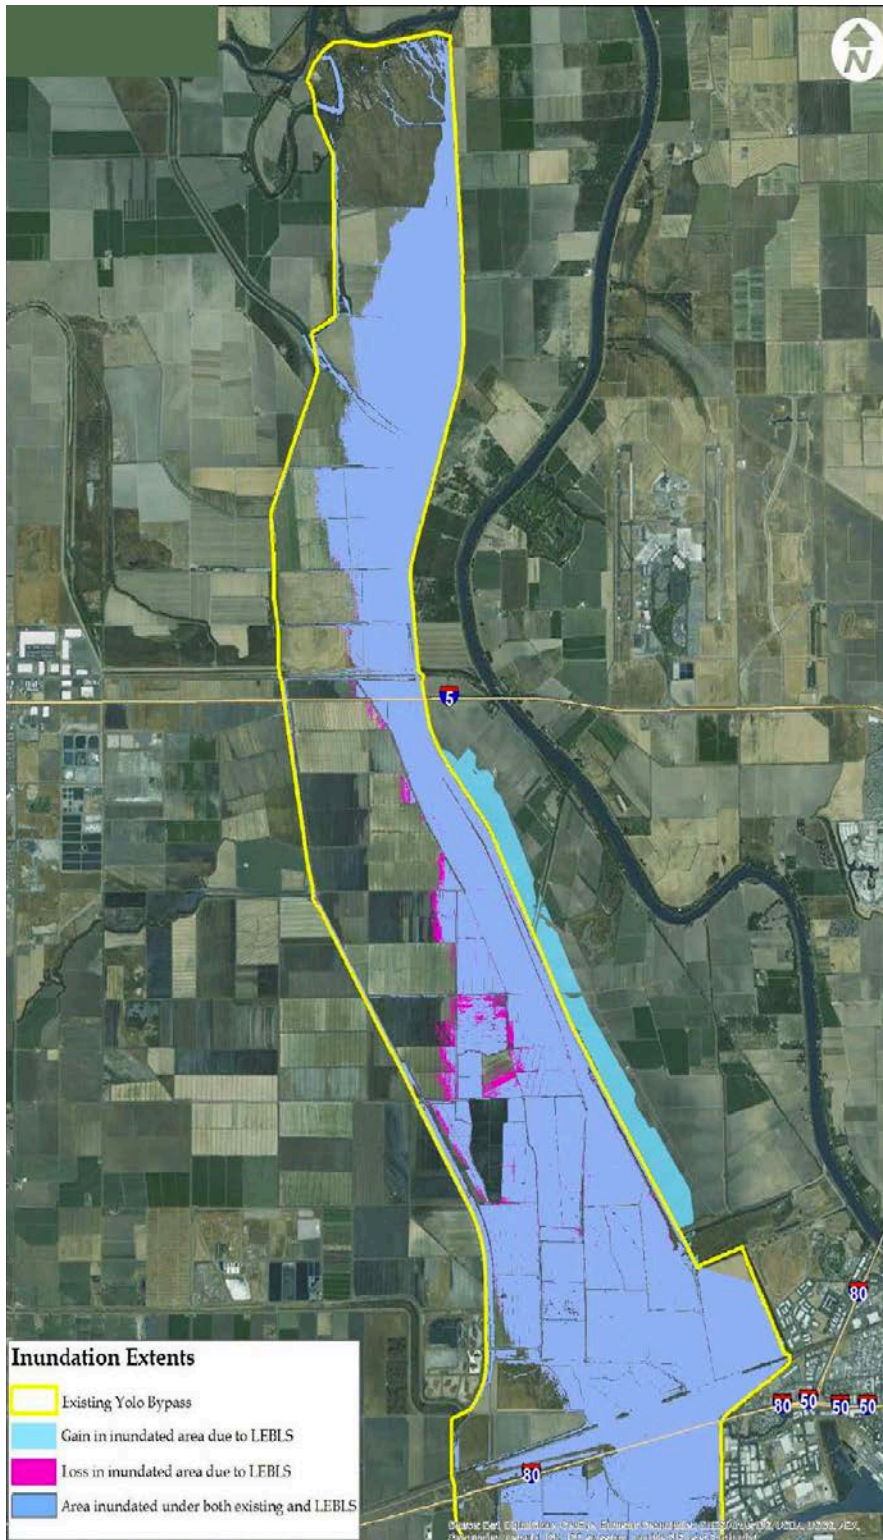 N
5
80
80
50
50
50
80
Inundation Extents
Existing Yolo Bypass
Gain in inundated area due to LEBLS
Loss in inundated area due to LEBLS
Area inundated under both existing and LEBLS